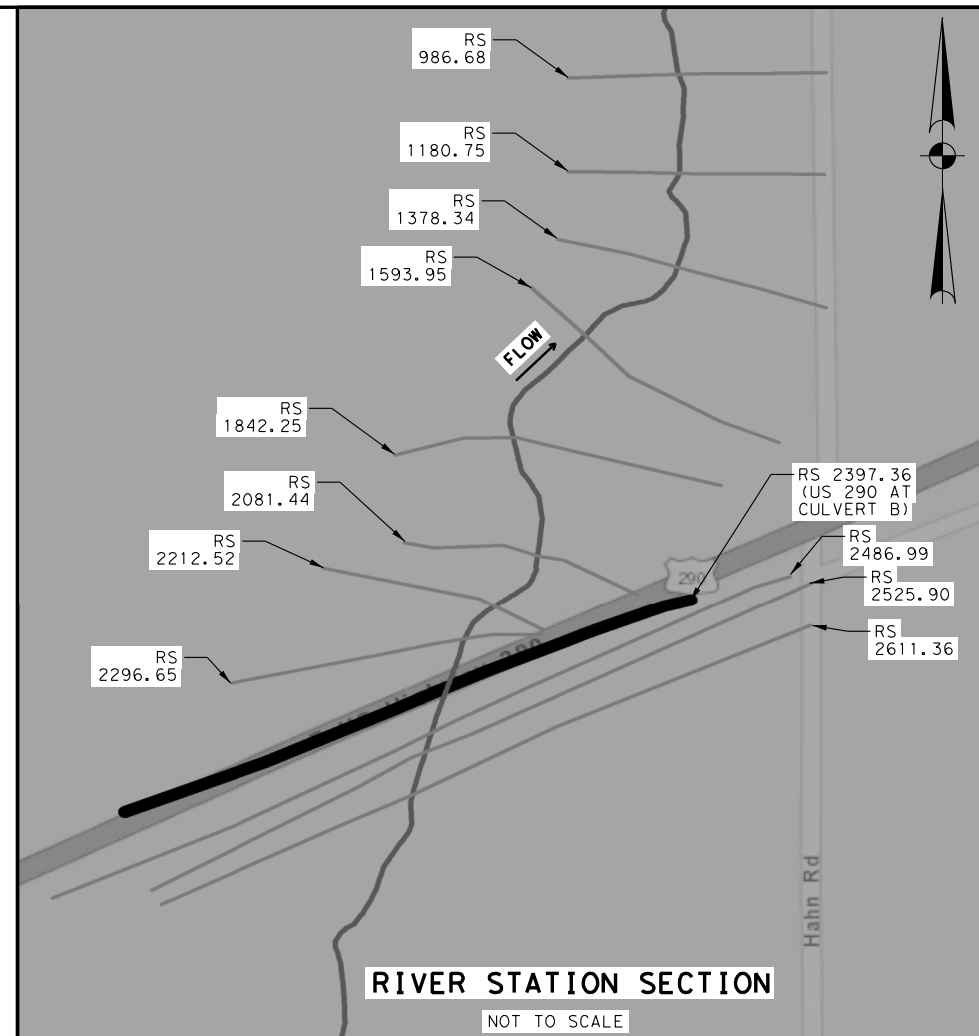 RS
986.68
RS
1180.75
RS
1378.34
RS
1593.95
FLOW
RS
1842.25
RS
2081.44
RS
2212.52
RS
2296.65
RS 2397.36
(US 290 AT
CULVERT B)
RS
2486.99
RS
2525.90
RS
2611.36
290
Hahn Rd
RIVER STATION SECTION
NOT TO SCALE